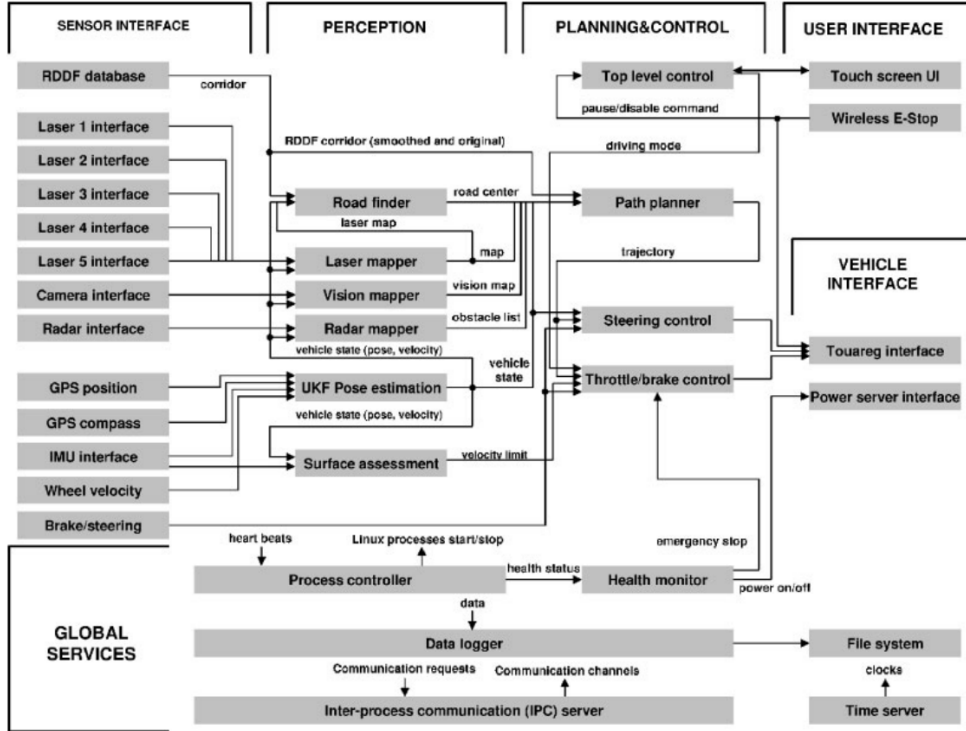 SENSOR INTERFACE
PERCEPTION
PLANNING&CONTROL
USER INTERFACE
RDDF database
corridor
Top level control
Touch screen UI
pause/disable command
Wireless E-Stop
Laser 1 interface
Laser 2 interface
RDDF corridor (smoothed and original)
driving mode
Laser 3 interface
Road finder
road center
Path planner
laser map
Laser 4 interface
map
trajectory
VEHICLE
INTERFACE
Laser 5 interface
Laser mapper
Camera interface
Vision mapper
vision map
Radar interface
Radar mapper
obstacle list
Steering control
vehicle state (pose, velocity)
vehicle
state
Touareg interface
GPS position
UKF Pose estimation
Throttle/brake control
Power server interface
vehicle state (pose, velocity)
GPS compass
IMU interface
Surface assessment
velocity limit
Wheel velocity
Brake/steering
heart beats
Linux processes start/stop
emergency stop
health status
Process controller
Health monitor
power on/off
data
GLOBAL
SERVICES
Data logger
File system
Communication requests
Communication channels
clocks
Inter-process communication (IPC) server
Time server